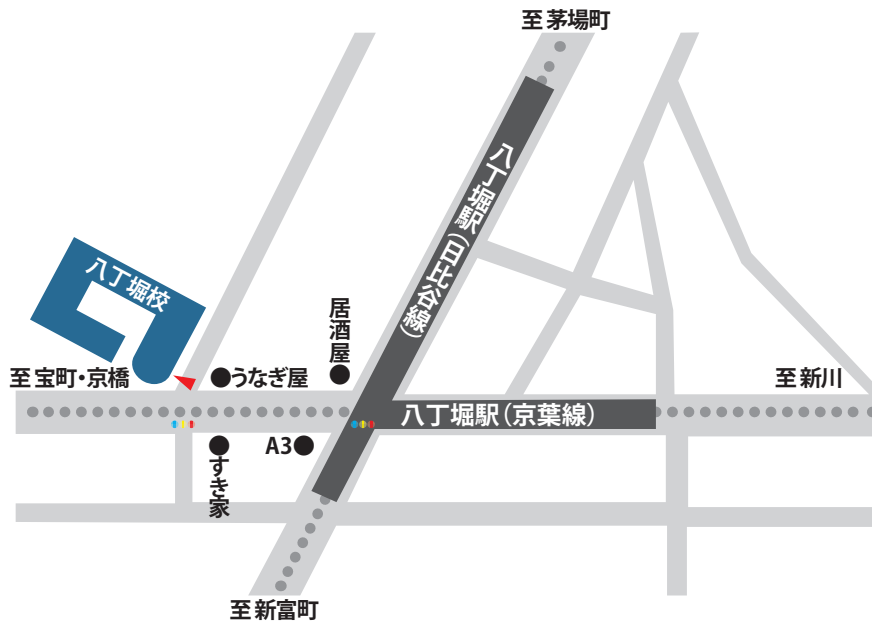 至 茅場町
八丁堀駅(日比谷線)
八丁堀校
居酒屋
至 宝町・京橋
うなぎ屋
至 新川
八丁堀駅(京葉線)
A3
すき家
至 新富町